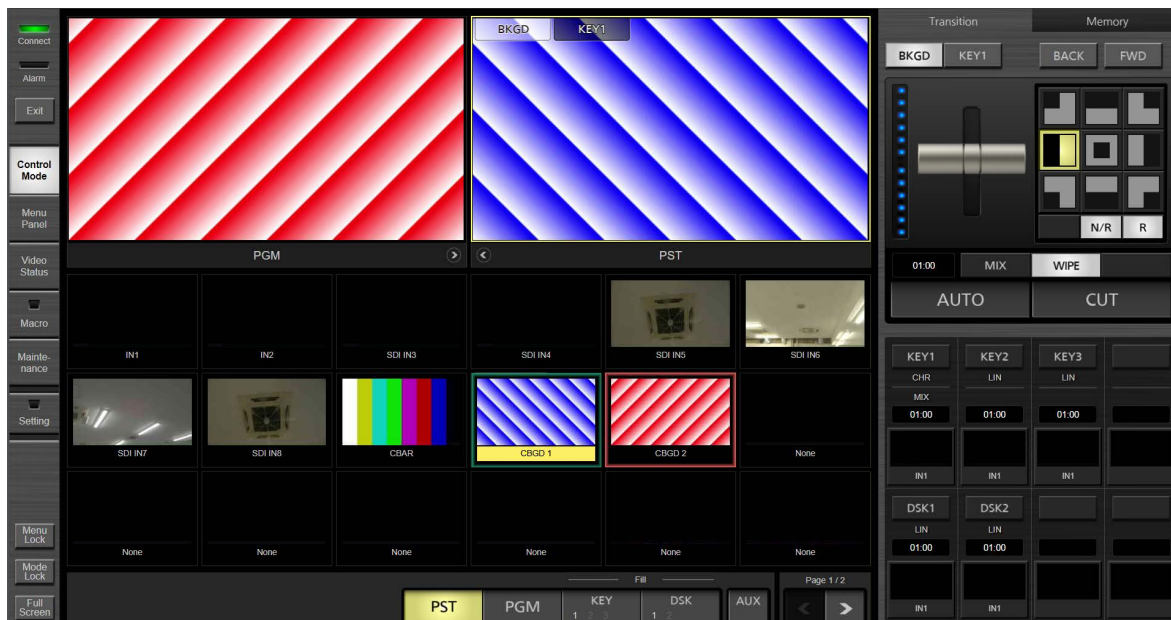 Connect
Alarm
Exit
Control
Mode
Menu
Panel
Video
Status
Macro
Mainte-
nance
Setting
Menu
Lock
Mode
Lock
Full
Screen
BKGD KEY1
PGM
PST
IN1 IN2 SDI IN3 SDI IN4 SDI IN5 SDI IN6
SDI IN7 SDI IN8 CBAR CBGD 1 CBGD 2 None
None None None None None None
Fill
PST PGM KEY DSK AUX
1 2 3 1 2
Page 1 / 2
< >
Transition Memory
BKGD KEY1 BACK FWD
N/R R
01:00 MIX WIPE
AUTO CUT
KEY1 KEY2 KEY3
CHR LIN LIN
MIX
01:00 01:00 01:00
IN1 IN1 IN1
DSK1 DSK2
LIN LIN
01:00 01:00
IN1 IN1